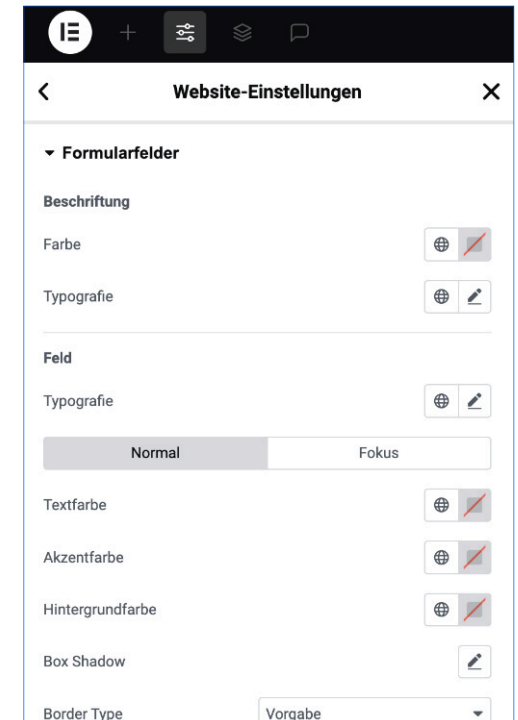 Website-Einstellungen
Formularfelder
Beschriftung
Farbe
Typografie
Feld
Typografie
Normal Fokus
Textfarbe
Akzentfarbe
Hintergrundfarbe
Box Shadow
Border Type Vorgabe